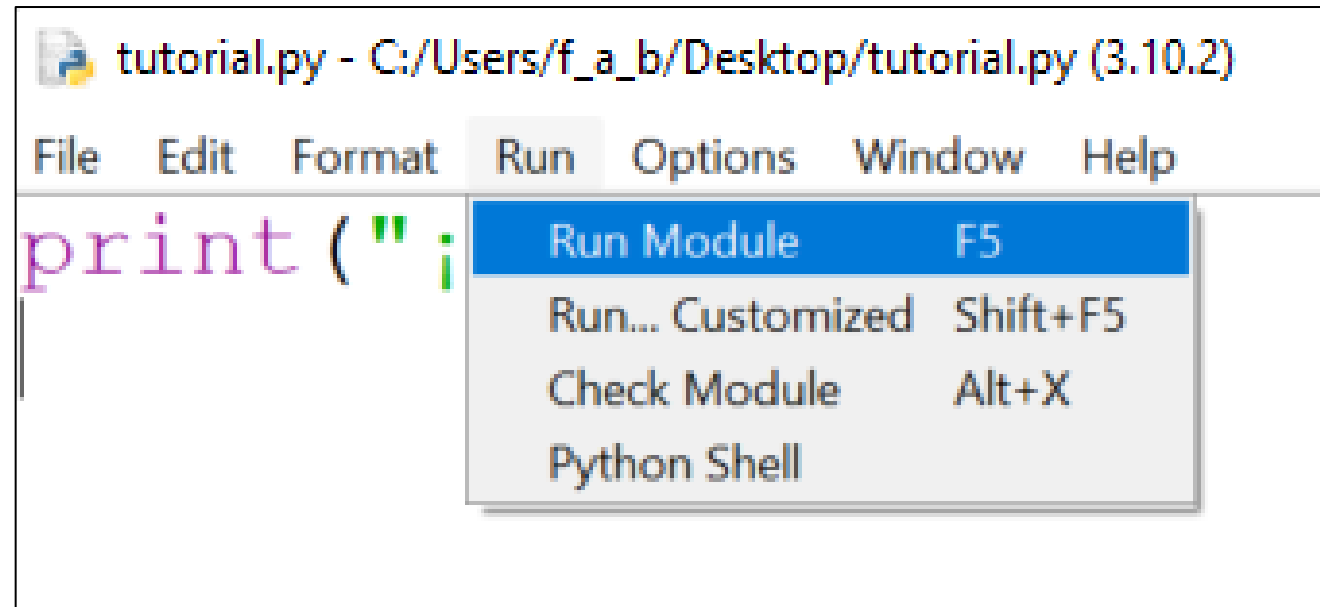 tutorial.py - C:/Users/f_a_b/Desktop/tutorial.py (3.10.2)
File Edit Format Run Options Window Help
print("¡
Run Module F5
Run... Customized Shift+F5
Check Module Alt+X
Python Shell